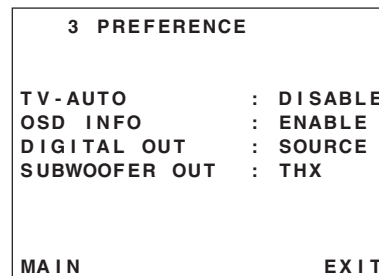 3 PREFERENCE
TV-AUTO : DISABLE
OSD INFO : ENABLE
DIGITAL OUT : SOURCE
SUBWOOFER OUT : THX
MAIN EXIT